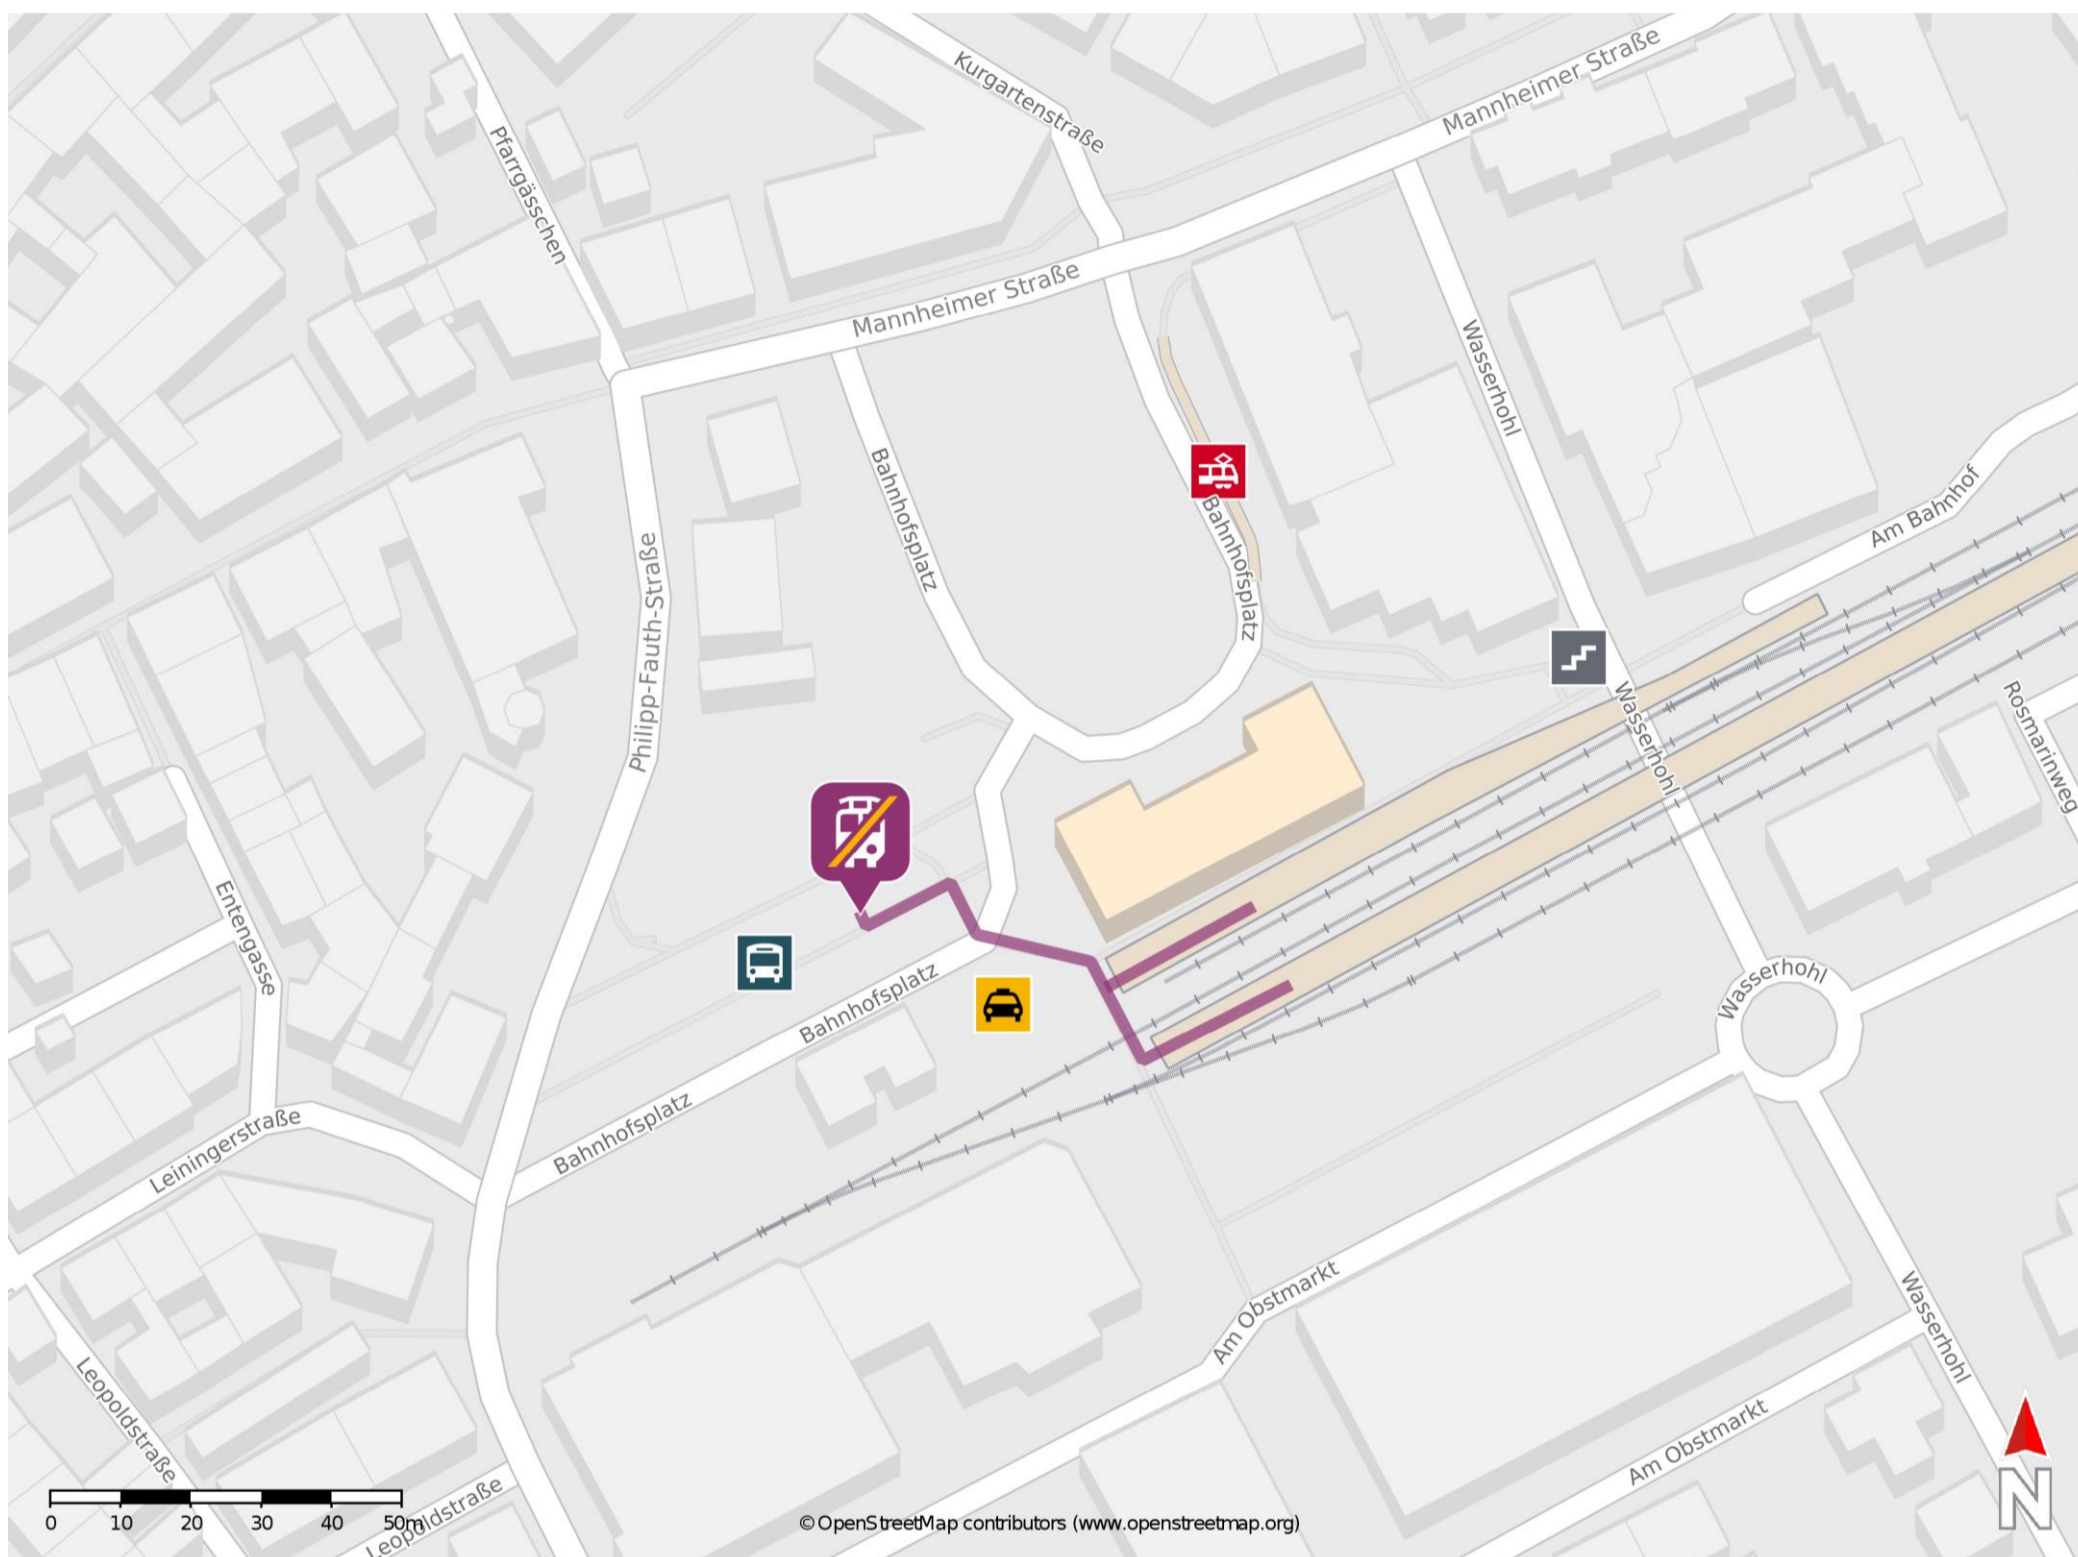 Kurgartenstraße
Mannheimer Straße
Pfarrgässchen
Mannheimer Straße
Wasserhohl
Bahnhofsplatz
Bahnhofsplatz
Am Bahnhof
Philipp-Fauth-Straße
Wasserhohl
Rosmarinweg
Entengasse
Wasserhohl
Bahnhofsplatz
Bahnhofsplatz
Leiningerstraße
Am Obstmarkt
Wasserhohl
Leopoldstraße
Am Obstmarkt
Leopoldstraße
0 10 20 30 40 50m
© OpenStreetMap contributors (www.openstreetmap.org)
N